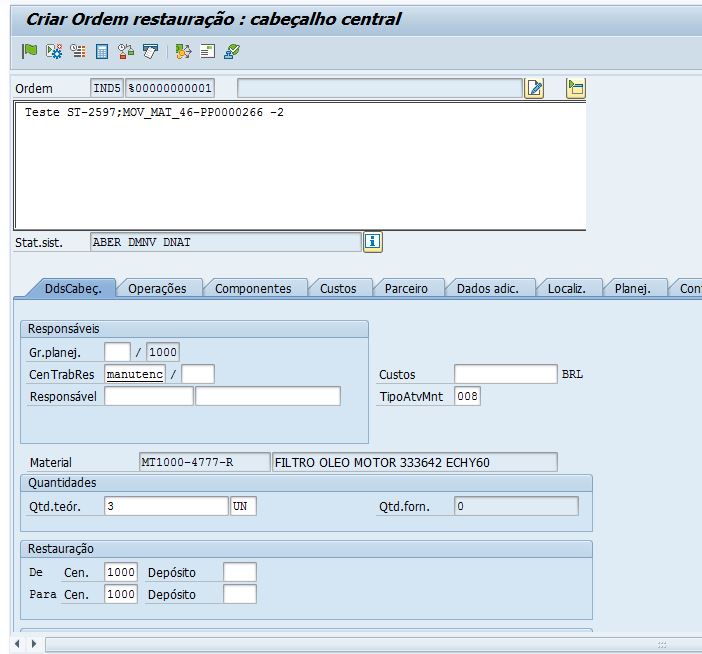 Criar Ordem restauração : cabeçalho central
Ordem IND5 %00000000001
Teste ST-2597;MOV_MAT_46-PP0000266 -2
Stat.sist. ABER DMNV DNAT
DdsCabeç. Operações Componentes Custos Parceiro Dados adic. Localiz. Planej. Con
Responsáveis
Gr.planej. / 1000
CenTrabRes manutenc / Custos BRL
Responsável TipoAtvMnt 008
Material MT1000-4777-R FILTRO OLEO MOTOR 333642 ECHY60
Quantidades
Qtd.teór. 3 UN Qtd.forn. 0
Restauração
De Cen. 1000 Depósito
Para Cen. 1000 Depósito